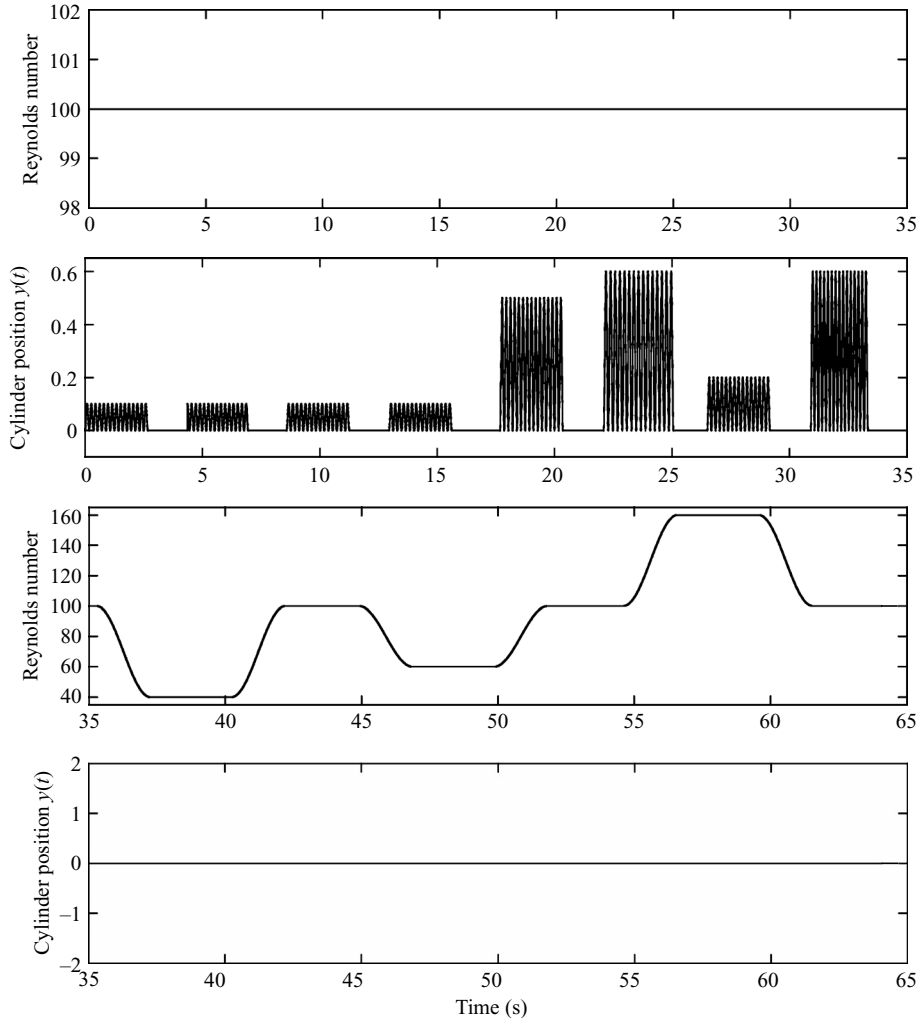 102
101
100
99
98
Reynolds number
0 5 10 15 20 25 30 35
0.6
0.4
0.2
0
Cylinder position y(t)
0 5 10 15 20 25 30 35
160
140
120
100
80
60
40
Reynolds number
35 40 45 50 55 60 65
2
1
0
−1
−2
Cylinder position y(t)
35 40 45 50 55 60 65
Time (s)